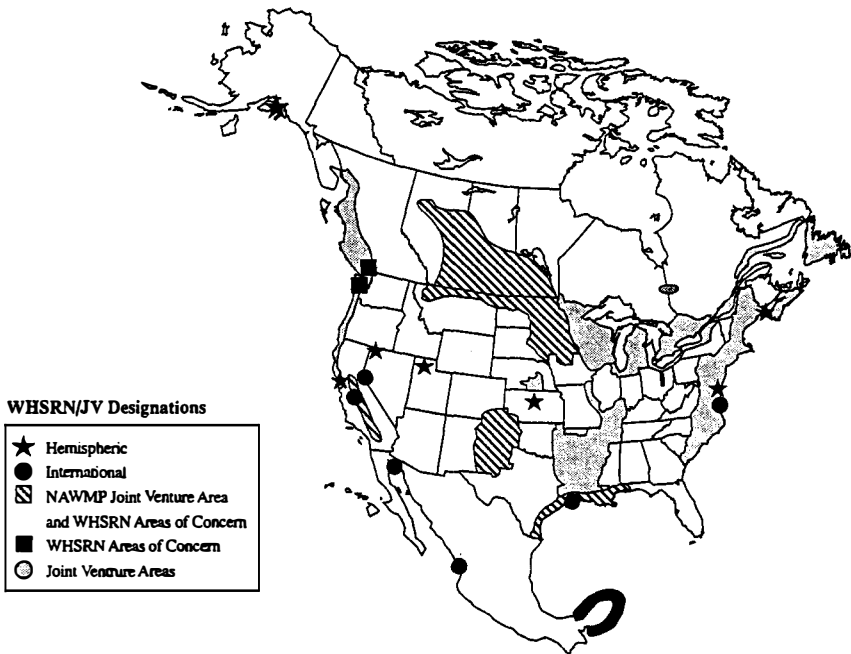 WHSRN/JV Designations
Hemispheric
International
NAWMP Joint Venture Area
and WHSRN Areas of Concern
WHSRN Areas of Concern
Joint Venture Areas